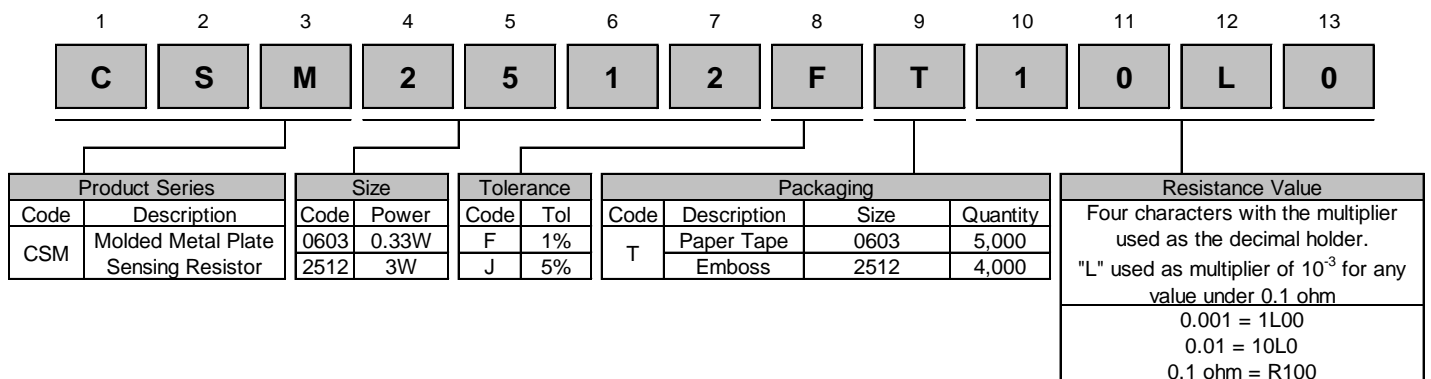 1 2 3 4 5 6 7 8 9 10 11 12 13
C S M 2 5 1 2 F T 1 0 L 0
Product Series
Code Description
CSM Molded Metal Plate
Sensing Resistor
Size
Code Power
0603 0.33W
2512 3W
Tolerance
Code Tol
F 1%
J 5%
Packaging
Code Description Size Quantity
T Paper Tape 0603 5,000
Emboss 2512 4,000
Resistance Value
Four characters with the multiplier
used as the decimal holder.
"L" used as multiplier of 10⁻³ for any
value under 0.1 ohm
0.001 = 1L00
0.01 = 10L0
0.1 ohm = R100